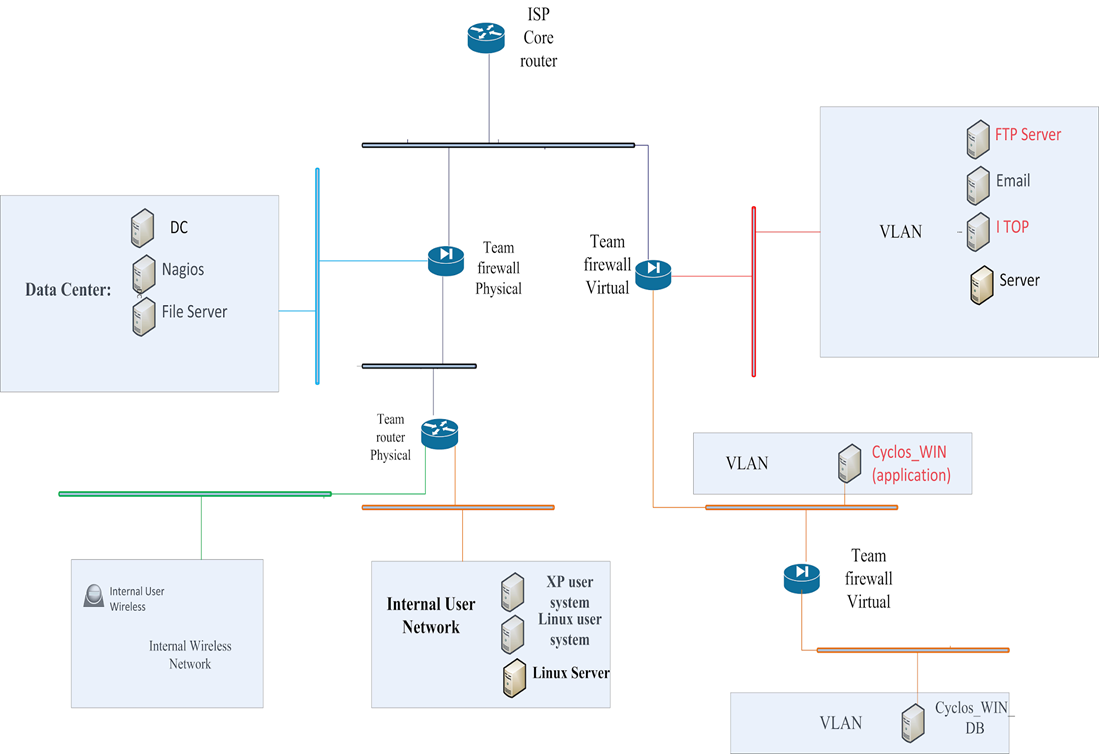 ISP
Core
router
FTP Server
Email
VLAN
I TOP
Server
DC
Nagios
Data Center:
File Server
Team
firewall
Physical
Team
firewall
Virtual
Team
router
Physical
VLAN
Cyclos_WIN
(application)
Internal User
Wireless
Internal Wireless
Network
Internal User
Network
XP user
system
Linux user
system
Linux Server
Team
firewall
Virtual
VLAN
Cyclos_WIN_
DB